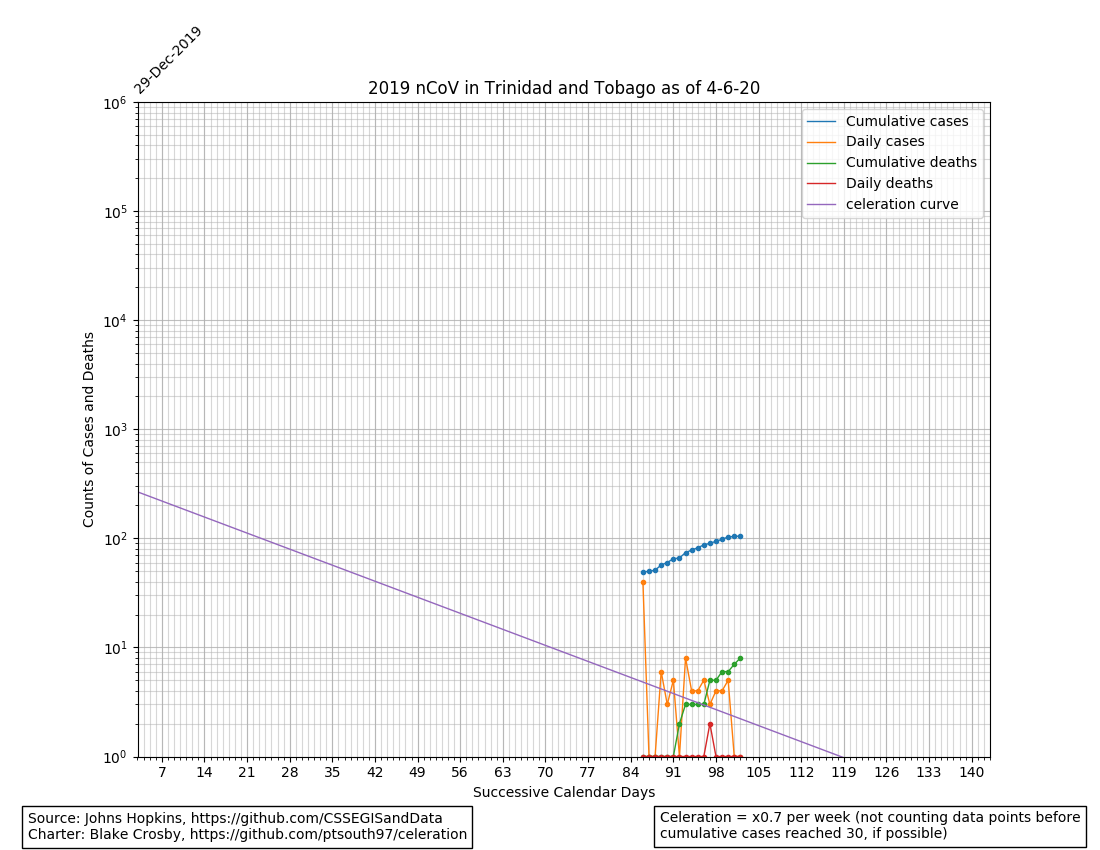 29-Dec-2019
2019 nCoV in Trinidad and Tobago as of 4-6-20
Cumulative cases
Daily cases
Cumulative deaths
Daily deaths
celeration curve
Counts of Cases and Deaths
10^6
10^5
10^4
10^3
10^2
10^1
10^0
7 14 21 28 35 42 49 56 63 70 77 84 91 98 105 112 119 126 133 140
Successive Calendar Days
Source: Johns Hopkins, https://github.com/CSSEGISandData
Charter: Blake Crosby, https://github.com/ptsouth97/celeration
Celeration = x0.7 per week (not counting data points before
cumulative cases reached 30, if possible)